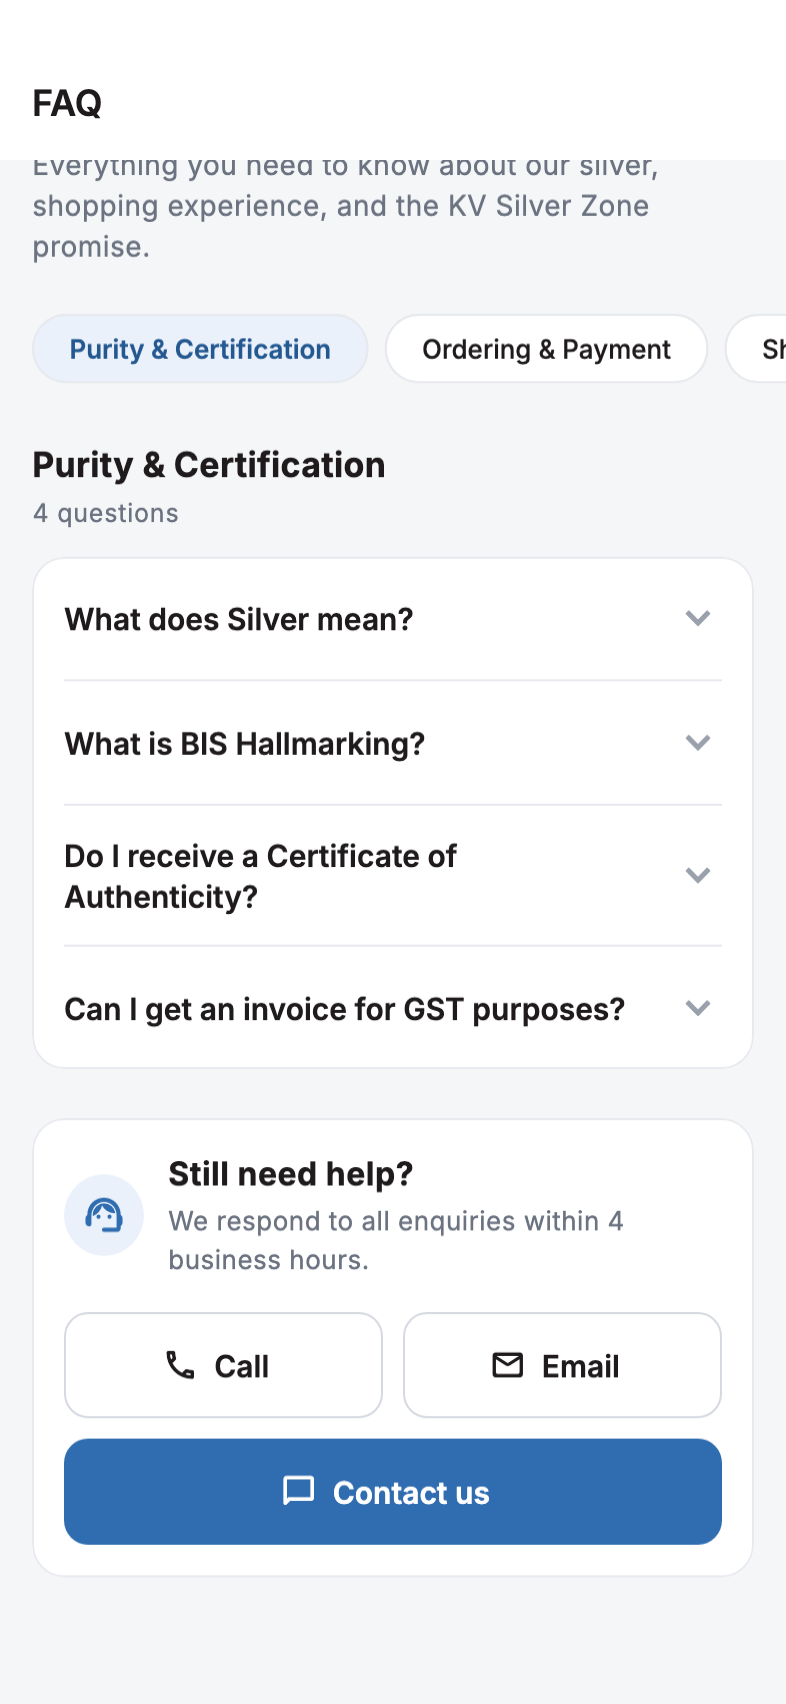 FAQ
Everything you need to know about our silver,
shopping experience, and the KV Silver Zone
promise.
Purity & Certification
Ordering & Payment
Purity & Certification
4 questions
What does Silver mean?
What is BIS Hallmarking?
Do I receive a Certificate of
Authenticity?
Can I get an invoice for GST purposes?
Still need help?
We respond to all enquiries within 4
business hours.
Call
Email
Contact us